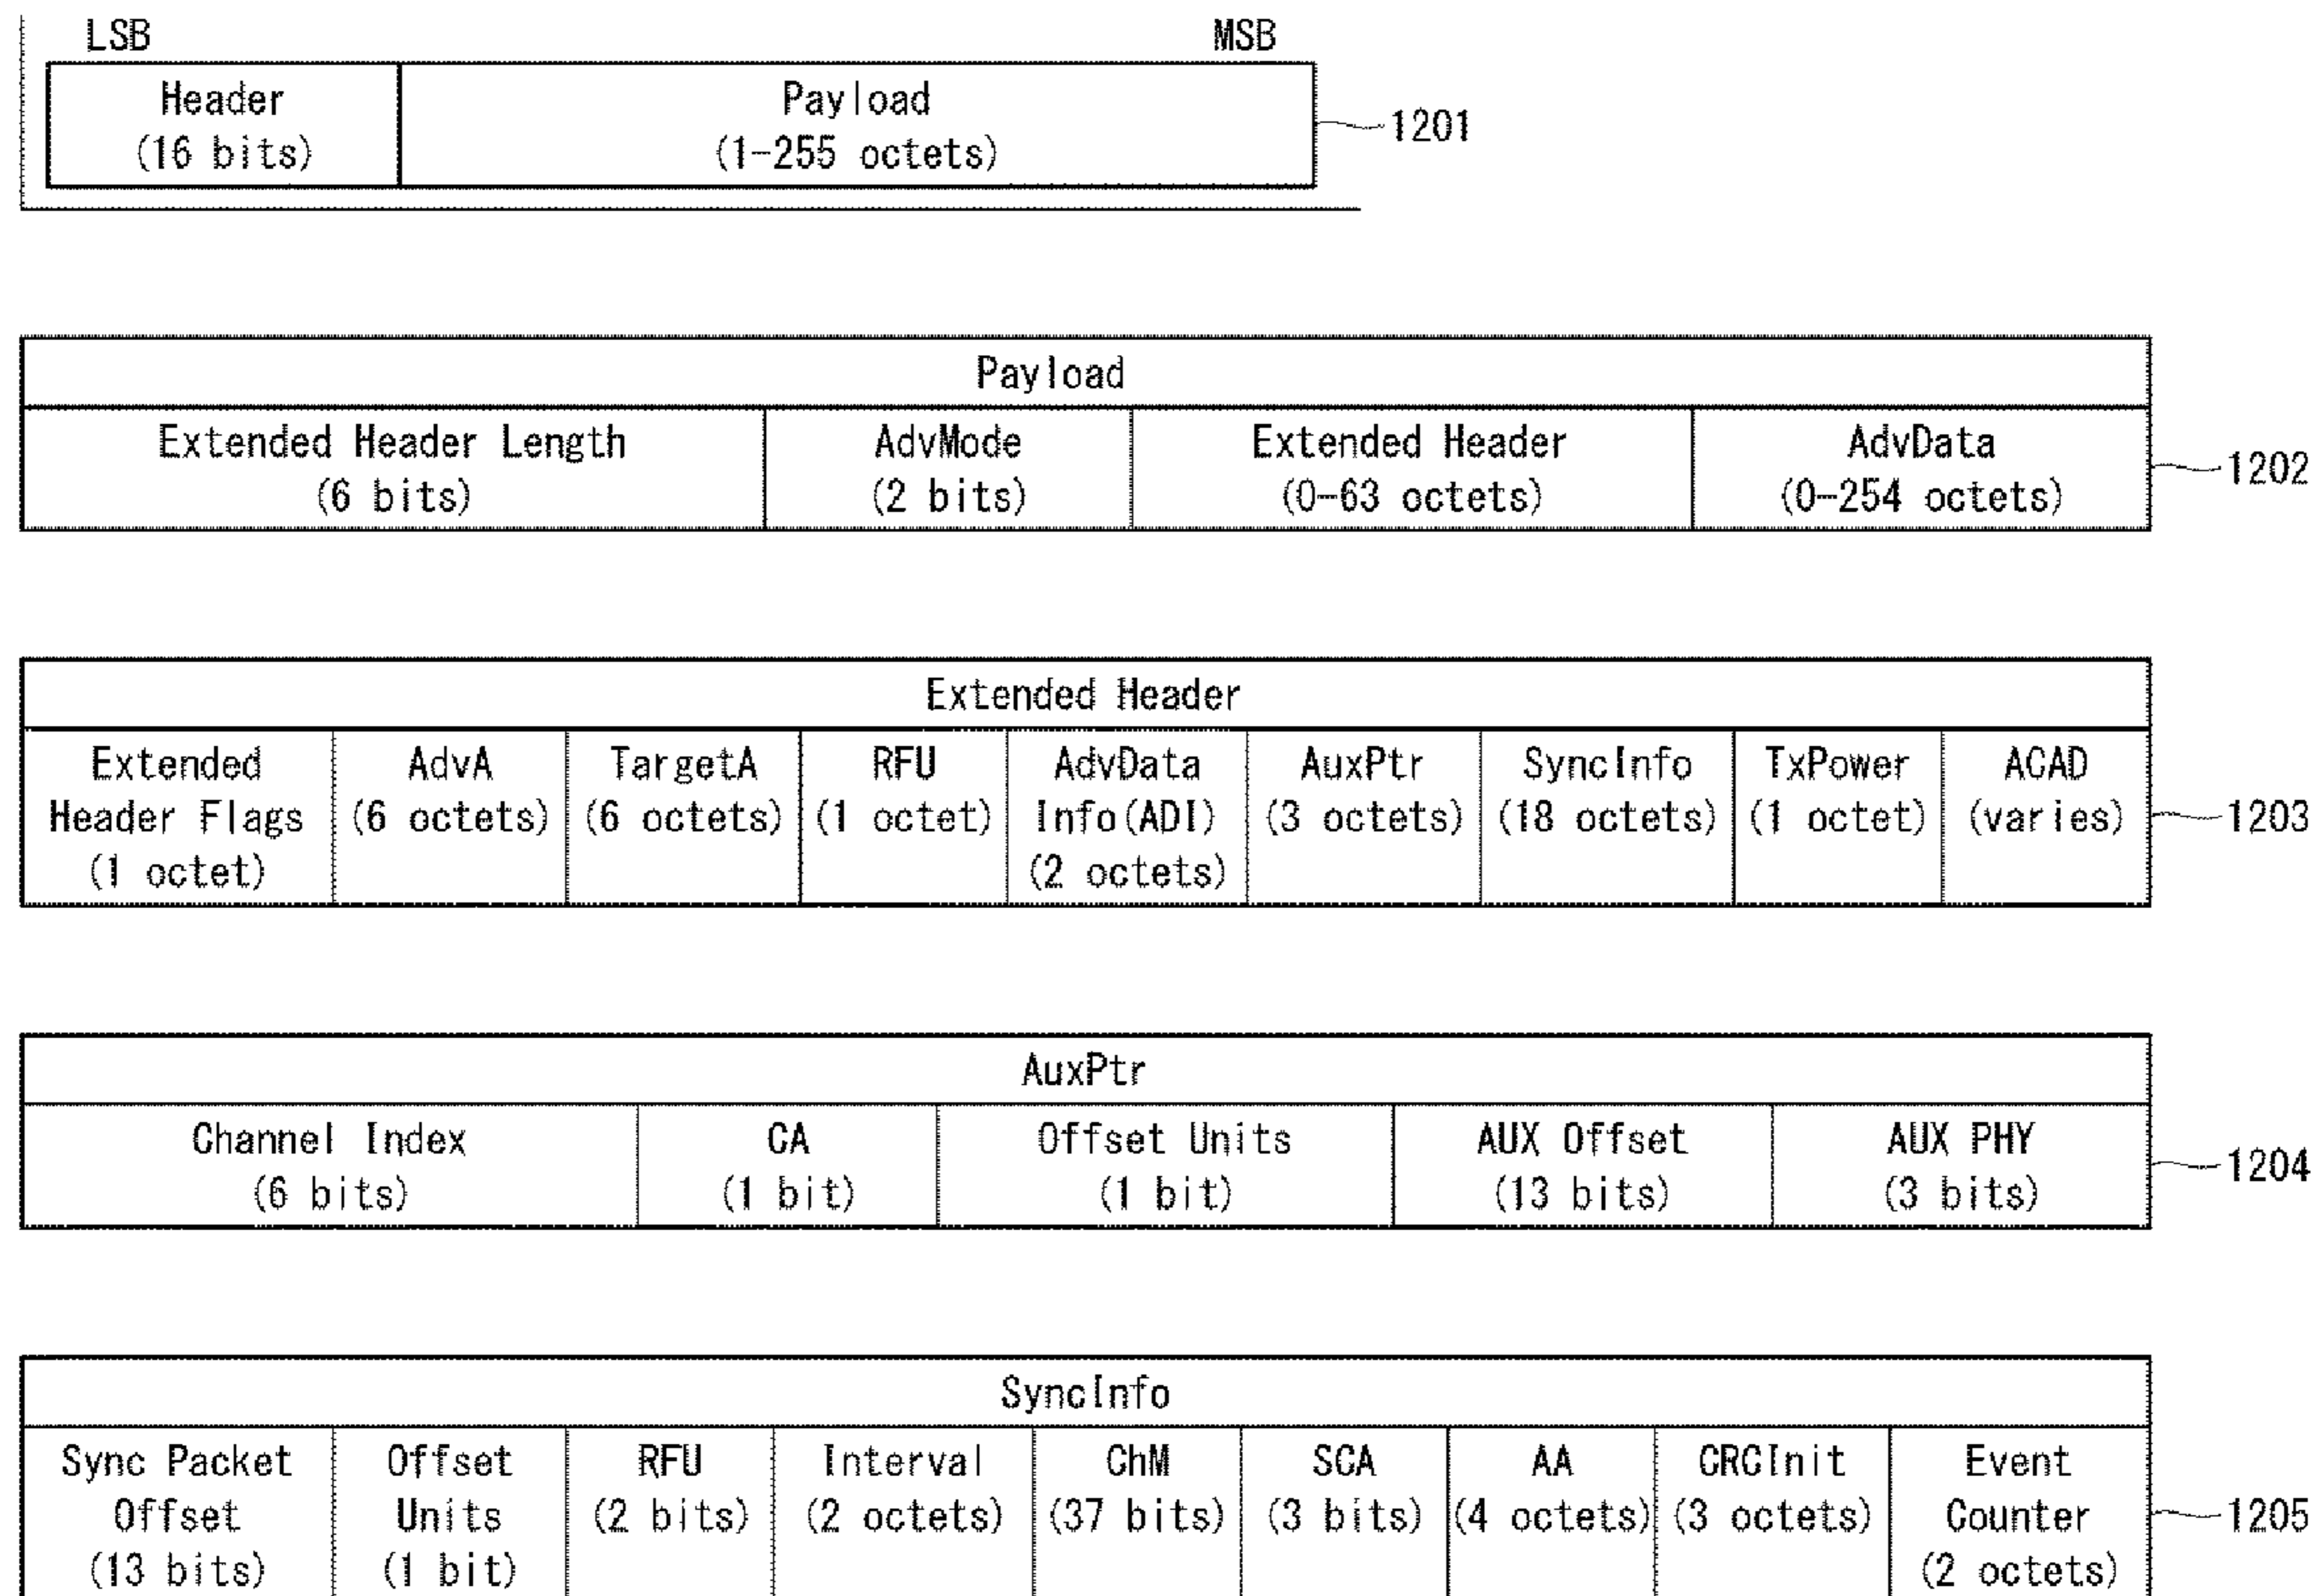 LSB MSB
Header Payload
(16 bits) (1-255 octets)
1201
Payload
Extended Header Length AdvMode Extended Header AdvData
(6 bits) (2 bits) (0-63 octets) (0-254 octets)
1202
Extended Header
Extended AdvA TargetA RFU AdvData AuxPtr SyncInfo TxPower ACAD
Header Flags (6 octets) (6 octets) (1 octet) Info(ADI) (3 octets) (18 octets) (1 octet) (varies)
(1 octet) (2 octets)
1203
AuxPtr
Channel Index CA Offset Units AUX Offset AUX PHY
(6 bits) (1 bit) (1 bit) (13 bits) (3 bits)
1204
SyncInfo
Sync Packet Offset RFU Interval ChM SCA AA CRCInit Event
Offset Units (2 bits) (2 octets) (37 bits) (3 bits) (4 octets) (3 octets) Counter
(13 bits) (1 bit) (2 octets)
1205